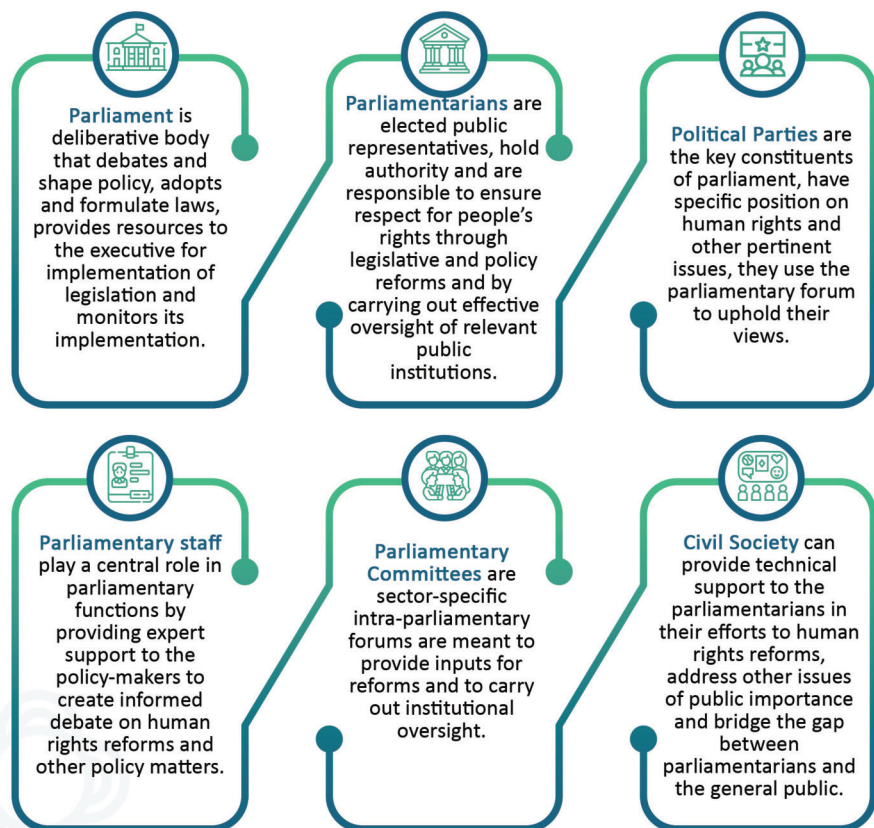 Parliament is
deliberative body
that debates and
shape policy, adopts
and formulate laws,
provides resources to
the executive for
implementation of
legislation and
monitors its
implementation.
Parliamentarians are
elected public
representatives, hold
authority and are
responsible to ensure
respect for people’s
rights through
legislative and policy
reforms and by
carrying out effective
oversight of relevant
public
institutions.
Political Parties are
the key constituents
of parliament, have
specific position on
human rights and
other pertinent
issues, they use the
parliamentary forum
to uphold their
views.
Parliamentary staff
play a central role in
parliamentary
functions by
providing expert
support to the
policy-makers to
create informed
debate on human
rights reforms and
other policy matters.
Parliamentary
Committees are
sector-specific
intra-parliamentary
forums are meant to
provide inputs for
reforms and to carry
out institutional
oversight.
Civil Society can
provide technical
support to the
parliamentarians in
their efforts to human
rights reforms,
address other issues
of public importance
and bridge the gap
between
parliamentarians and
the general public.